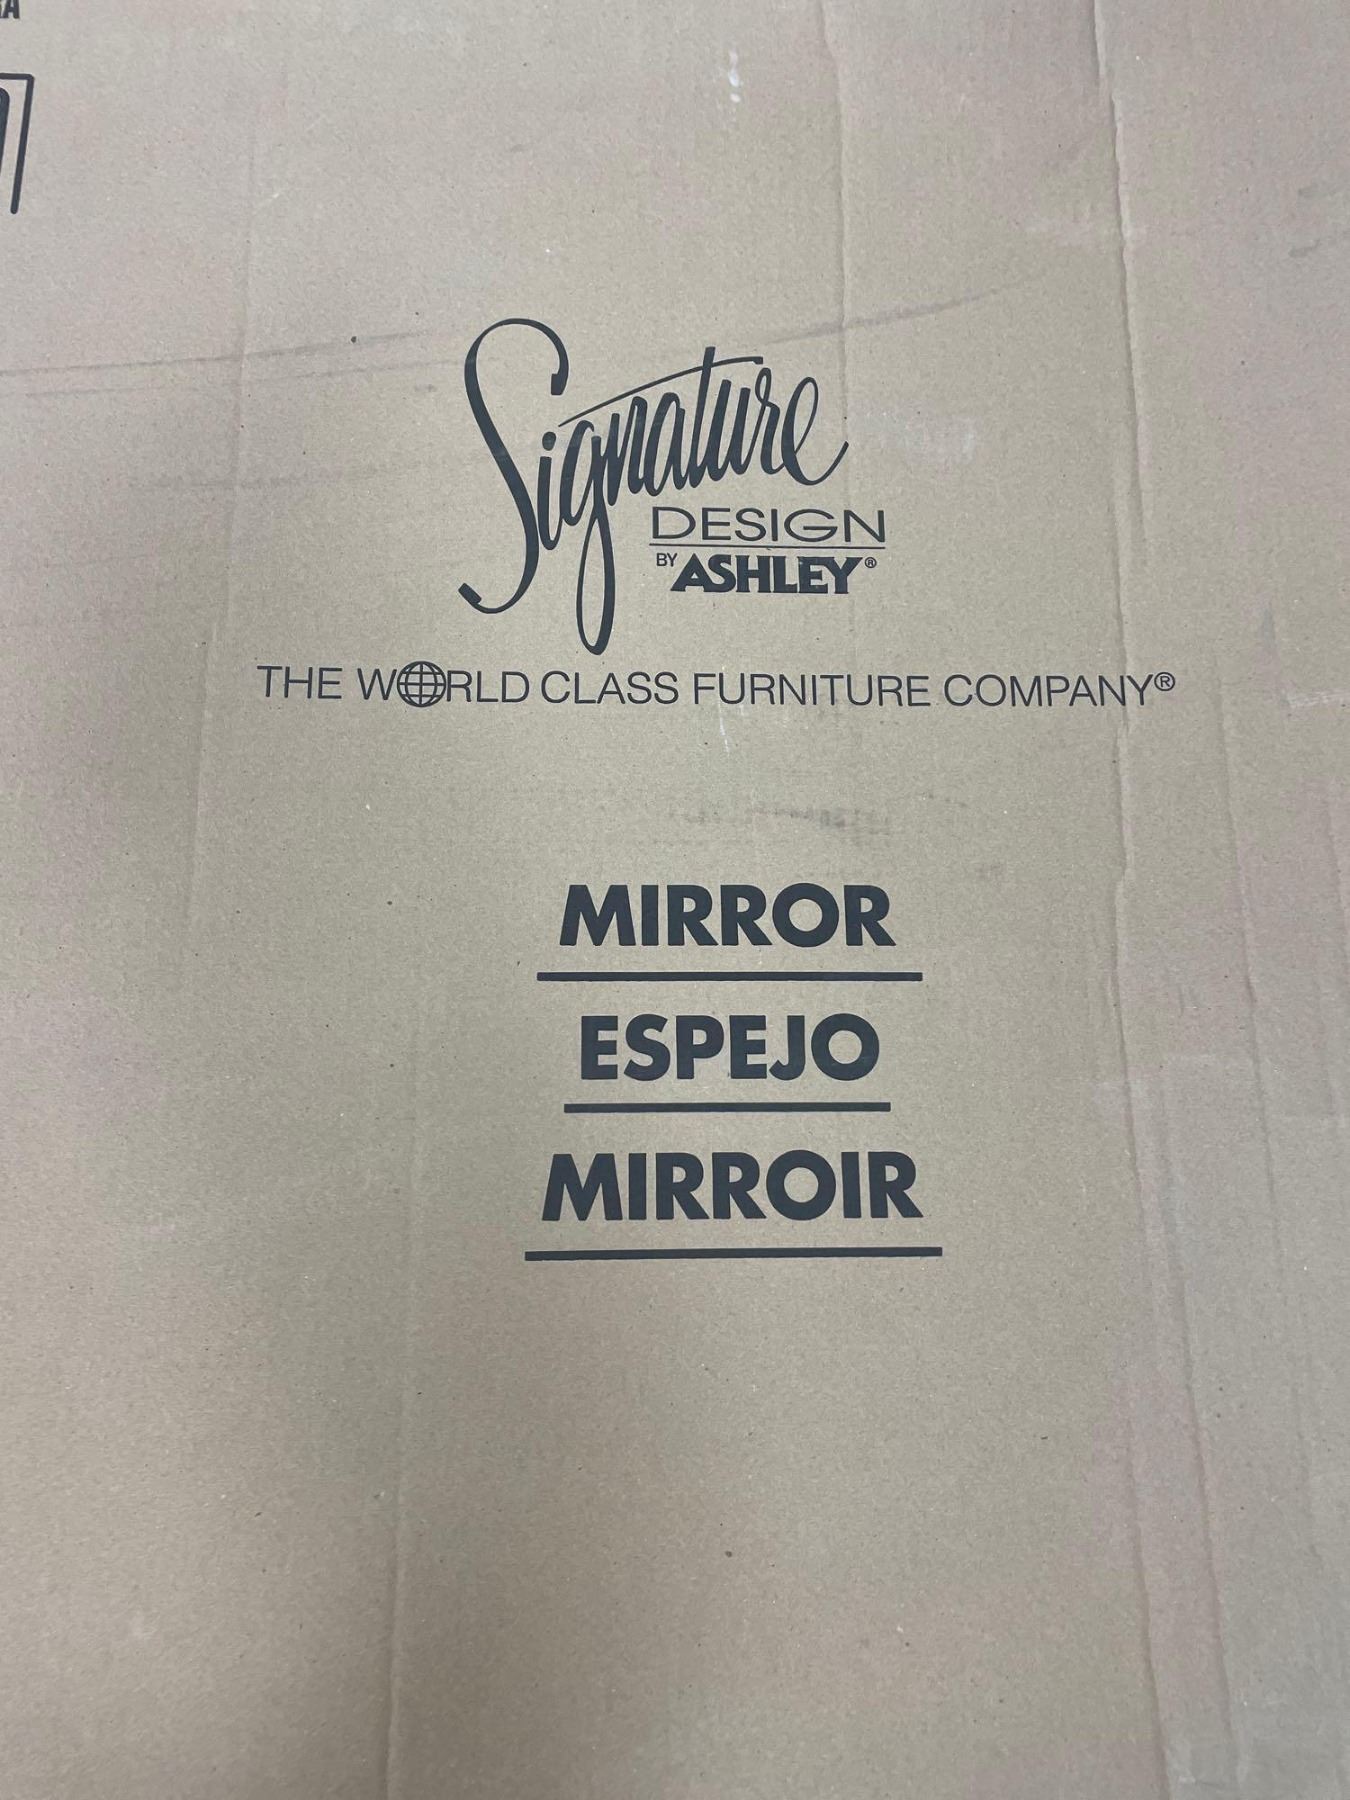 Signature
DESIGN
BY ASHLEY®
THE WORLD CLASS FURNITURE COMPANY®
MIRROR
ESPEJO
MIRROIR